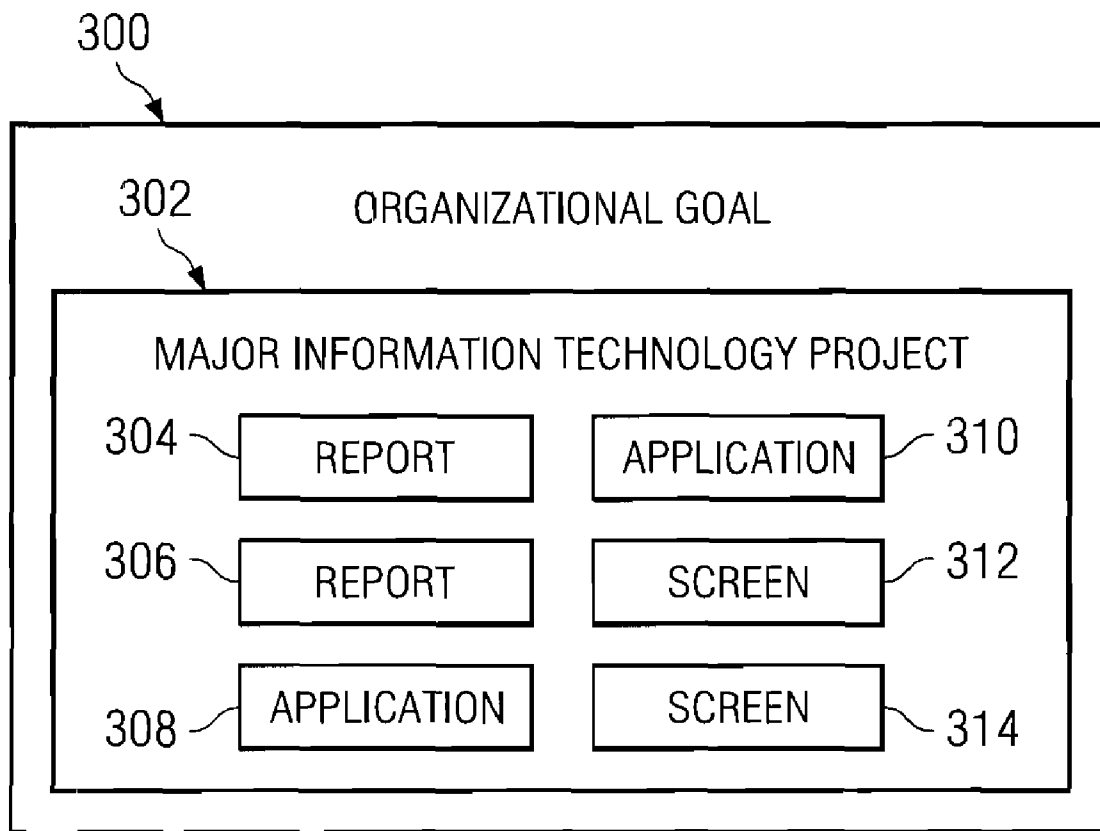 300
302
ORGANIZATIONAL GOAL
MAJOR INFORMATION TECHNOLOGY PROJECT
304 REPORT APPLICATION 310
306 REPORT SCREEN 312
308 APPLICATION SCREEN 314